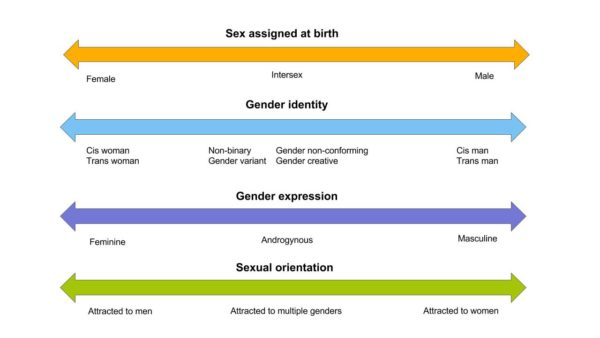 Sex assigned at birth
Female Intersex Male
Gender identity
Cis woman Non-binary Gender non-conforming Cis man
Trans woman Gender variant Gender creative Trans man
Gender expression
Feminine Androgynous Masculine
Sexual orientation
Attracted to men Attracted to multiple genders Attracted to women